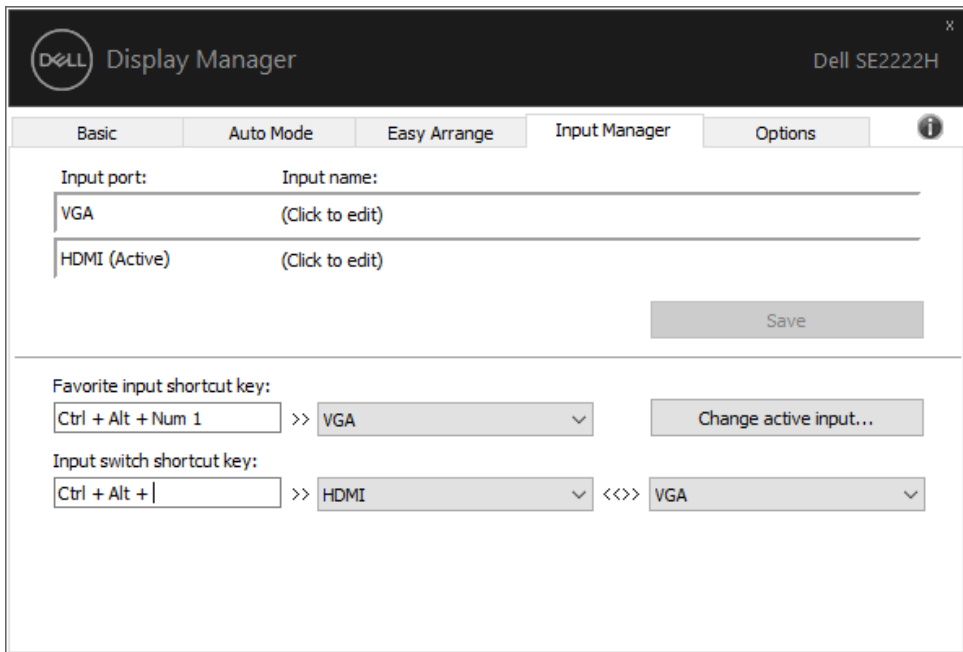 x
DELL Display Manager Dell SE2222H
Basic Auto Mode Easy Arrange Input Manager Options i
Input port: Input name:
VGA (Click to edit)
HDMI (Active) (Click to edit)
Save
Favorite input shortcut key:
Ctrl + Alt + Num 1 >> VGA Change active input...
Input switch shortcut key:
Ctrl + Alt + >> HDMI <<>> VGA